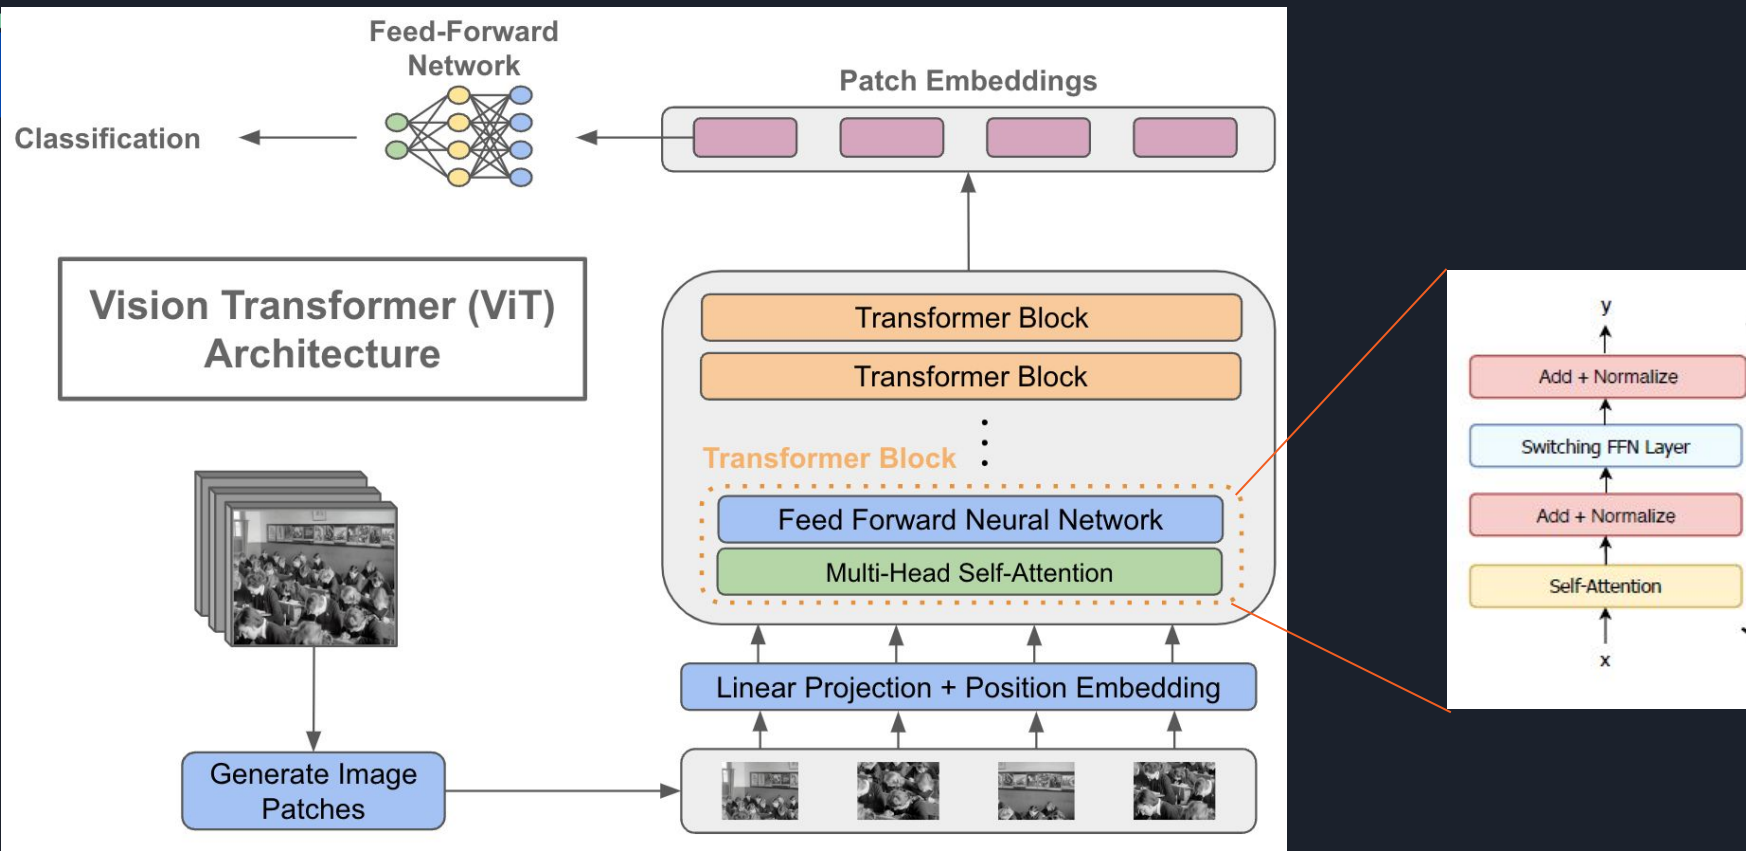 Feed-Forward
Network
Patch Embeddings
Classification
Vision Transformer (ViT)
Architecture
Transformer Block
Transformer Block
Transformer Block
Feed Forward Neural Network
Multi-Head Self-Attention
Linear Projection + Position Embedding
Generate Image
Patches
y
Add + Normalize
Switching FFN Layer
Add + Normalize
Self-Attention
x